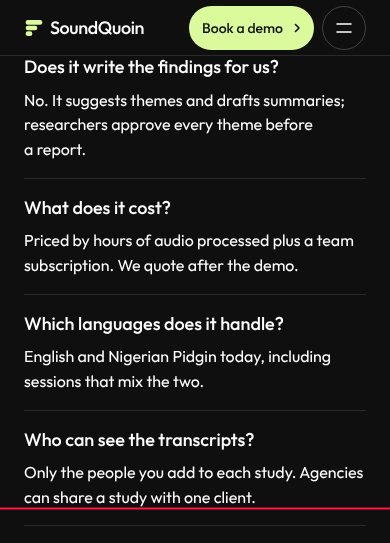 SoundQuoin
Book a demo
Does it write the findings for us?
No. It suggests themes and drafts summaries;
researchers approve every theme before
a report.
What does it cost?
Priced by hours of audio processed plus a team
subscription. We quote after the demo.
Which languages does it handle?
English and Nigerian Pidgin today, including
sessions that mix the two.
Who can see the transcripts?
Only the people you add to each study. Agencies
can share a study with one client.